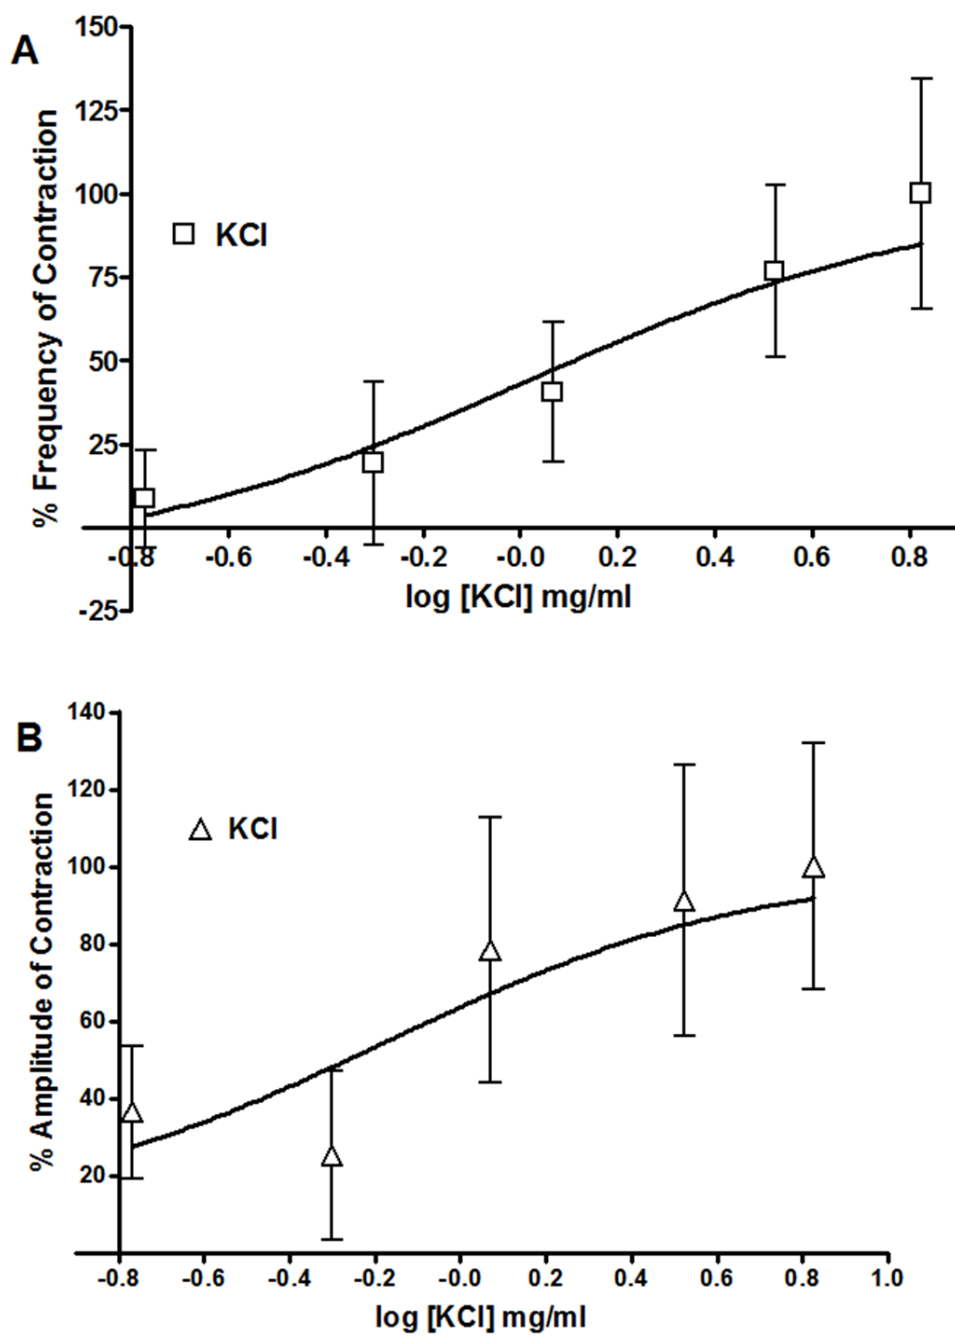 A
% Frequency of Contraction
150
125
100
75
50
25
-25
KCl
-0.8 -0.6 -0.4 -0.2 -0.0 0.2 0.4 0.6 0.8
log [KCl] mg/ml
B
% Amplitude of Contraction
140
120
100
80
60
40
20
KCl
-0.8 -0.6 -0.4 -0.2 -0.0 0.2 0.4 0.6 0.8 1.0
log [KCl] mg/ml